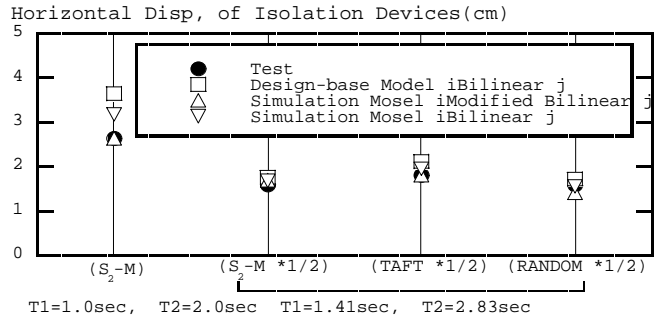 Horizontal Disp, of Isolation Devices(cm)
5
4
3
2
1
0
Test
Design-base Model iBilinear j
Simulation Mosel iModified Bilinear j
Simulation Mosel iBilinear j
(S2-M) (S2-M *1/2) (TAFT *1/2) (RANDOM *1/2)
T1=1.0sec, T2=2.0sec T1=1.41sec, T2=2.83sec